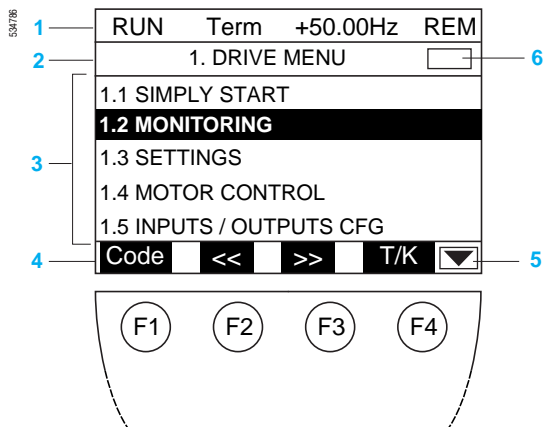 534786
1 RUN Term +50.00Hz REM
2 1. DRIVE MENU 6
1.1 SIMPLY START
1.2 MONITORING
3 1.3 SETTINGS
1.4 MOTOR CONTROL
1.5 INPUTS / OUTPUTS CFG
4 Code << >> T/K 5
F1 F2 F3 F4